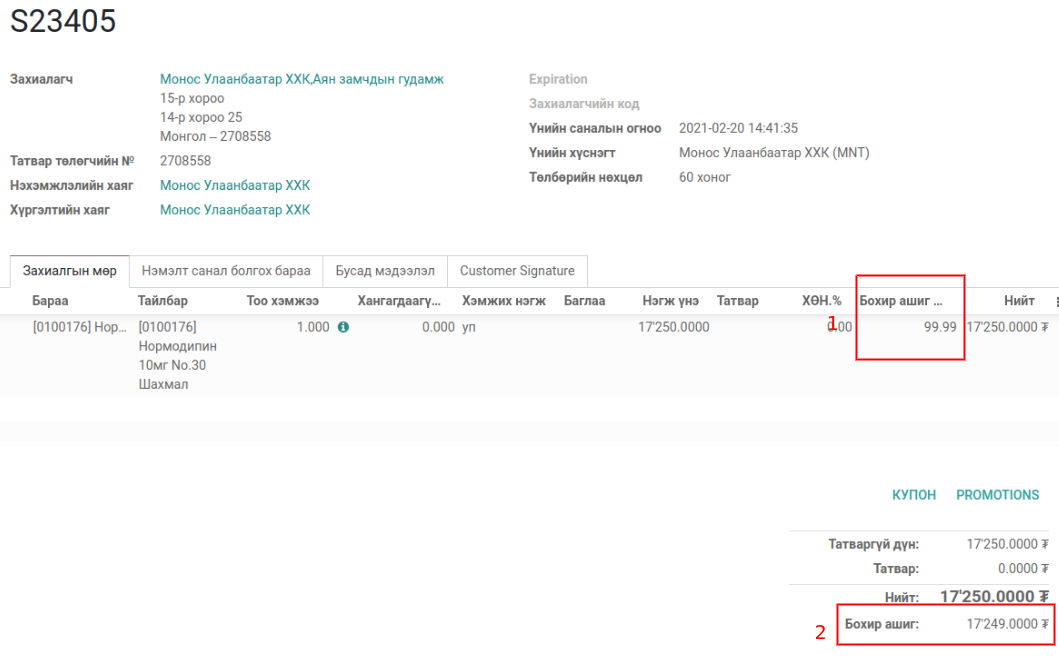 S23405
Захиалагч Монос Улаанбаатар ХХК,Аян замчдын гудамж
15-р хороо
14-р хороо 25
Монгол – 2708558
Татвар төлөгчийн № 2708558
Нэхэмжлэлийн хаяг Монос Улаанбаатар ХХК
Хүргэлтийн хаяг Монос Улаанбаатар ХХК
Expiration
Захиалагчийн код
Үнийн саналын огноо 2021-02-20 14:41:35
Үнийн хүснэгт Монос Улаанбаатар ХХК (MNT)
Төлбөрийн нөхцөл 60 хоног
Захиалгын мөр Нэмэлт санал болгох бараа Бусад мэдээлэл Customer Signature
Бараа Тайлбар Тоо хэмжээ Хангагдаагү... Хэмжих нэгж Баглаа Нэгж үнэ Татвар ХӨН.% Бохир ашиг ... Нийт
[0100176] Нор... [0100176] 1.000 0.000 уп 17'250.0000 0.00 99.99 17'250.0000 ₮
Нормодипин
10мг No.30
Шахмал
1
КУПОН PROMOTIONS
Татваргүй дүн: 17'250.0000 ₮
Татвар: 0.0000 ₮
Нийт: 17'250.0000 ₮
Бохир ашиг: 17'249.0000 ₮
2